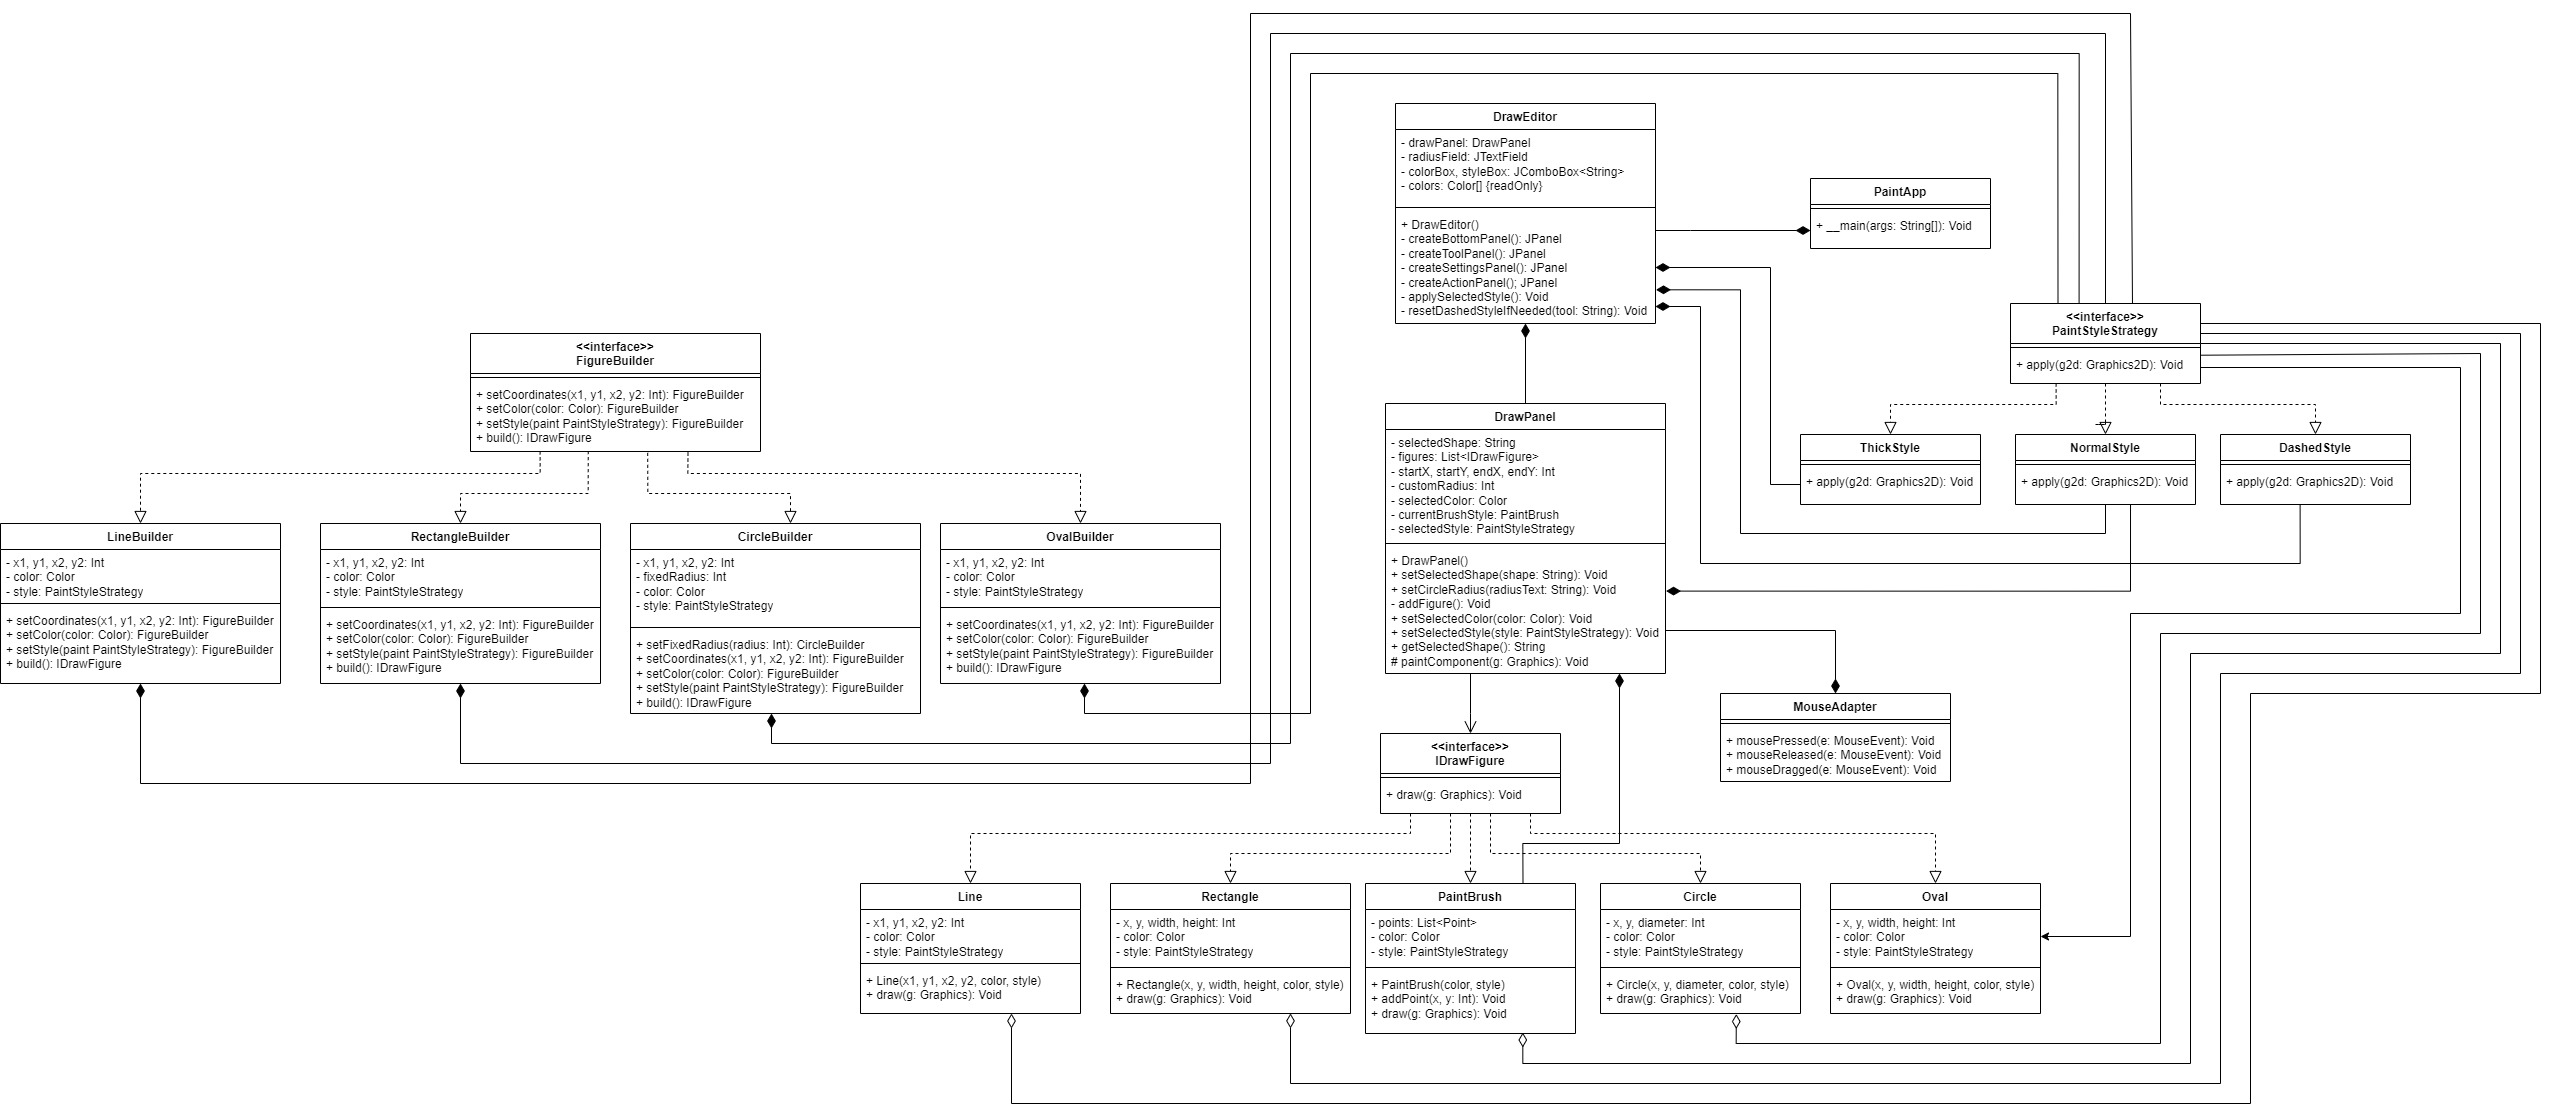 DrawEditor
- drawPanel: DrawPanel
- radiusField: JTextField
- colorBox, styleBox: JComboBox<String>
- colors: Color[] {readOnly}
+ DrawEditor()
- createBottomPanel(): JPanel
- createToolPanel(): JPanel
- createSettingsPanel(): JPanel
- createActionPanel(); JPanel
- applySelectedStyle(): Void
- resetDashedStyleIfNeeded(tool: String): Void
PaintApp
+ __main(args: String[]): Void
<<interface>>
PaintStyleStrategy
+ apply(g2d: Graphics2D): Void
<<interface>>
FigureBuilder
+ setCoordinates(x1, y1, x2, y2: Int): FigureBuilder
+ setColor(color: Color): FigureBuilder
+ setStyle(paint PaintStyleStrategy): FigureBuilder
+ build(): IDrawFigure
DrawPanel
- selectedShape: String
- figures: List<IDrawFigure>
- startX, startY, endX, endY: Int
- customRadius: Int
- selectedColor: Color
- currentBrushStyle: PaintBrush
- selectedStyle: PaintStyleStrategy
+ DrawPanel()
+ setSelectedShape(shape: String): Void
+ setCircleRadius(radiusText: String): Void
- addFigure(): Void
+ setSelectedColor(color: Color): Void
+ setSelectedStyle(style: PaintStyleStrategy): Void
+ getSelectedShape(): String
# paintComponent(g: Graphics): Void
ThickStyle
+ apply(g2d: Graphics2D): Void
NormalStyle
+ apply(g2d: Graphics2D): Void
DashedStyle
+ apply(g2d: Graphics2D): Void
LineBuilder
- x1, y1, x2, y2: Int
- color: Color
- style: PaintStyleStrategy
+ setCoordinates(x1, y1, x2, y2: Int): FigureBuilder
+ setColor(color: Color): FigureBuilder
+ setStyle(paint PaintStyleStrategy): FigureBuilder
+ build(): IDrawFigure
RectangleBuilder
- x1, y1, x2, y2: Int
- color: Color
- style: PaintStyleStrategy
+ setCoordinates(x1, y1, x2, y2: Int): FigureBuilder
+ setColor(color: Color): FigureBuilder
+ setStyle(paint PaintStyleStrategy): FigureBuilder
+ build(): IDrawFigure
CircleBuilder
- x1, y1, x2, y2: Int
- fixedRadius: Int
- color: Color
- style: PaintStyleStrategy
+ setFixedRadius(radius: Int): CircleBuilder
+ setCoordinates(x1, y1, x2, y2: Int): FigureBuilder
+ setColor(color: Color): FigureBuilder
+ setStyle(paint PaintStyleStrategy): FigureBuilder
+ build(): IDrawFigure
OvalBuilder
- x1, y1, x2, y2: Int
- color: Color
- style: PaintStyleStrategy
+ setCoordinates(x1, y1, x2, y2: Int): FigureBuilder
+ setColor(color: Color): FigureBuilder
+ setStyle(paint PaintStyleStrategy): FigureBuilder
+ build(): IDrawFigure
MouseAdapter
+ mousePressed(e: MouseEvent): Void
+ mouseReleased(e: MouseEvent): Void
+ mouseDragged(e: MouseEvent): Void
<<interface>>
IDrawFigure
+ draw(g: Graphics): Void
Line
- x1, y1, x2, y2: Int
- color: Color
- style: PaintStyleStrategy
+ Line(x1, y1, x2, y2, color, style)
+ draw(g: Graphics): Void
Rectangle
- x, y, width, height: Int
- color: Color
- style: PaintStyleStrategy
+ Rectangle(x, y, width, height, color, style)
+ draw(g: Graphics): Void
PaintBrush
- points: List<Point>
- color: Color
- style: PaintStyleStrategy
+ PaintBrush(color, style)
+ addPoint(x, y: Int): Void
+ draw(g: Graphics): Void
Circle
- x, y, diameter: Int
- color: Color
- style: PaintStyleStrategy
+ Circle(x, y, diameter, color, style)
+ draw(g: Graphics): Void
Oval
- x, y, width, height: Int
- color: Color
- style: PaintStyleStrategy
+ Oval(x, y, width, height, color, style)
+ draw(g: Graphics): Void